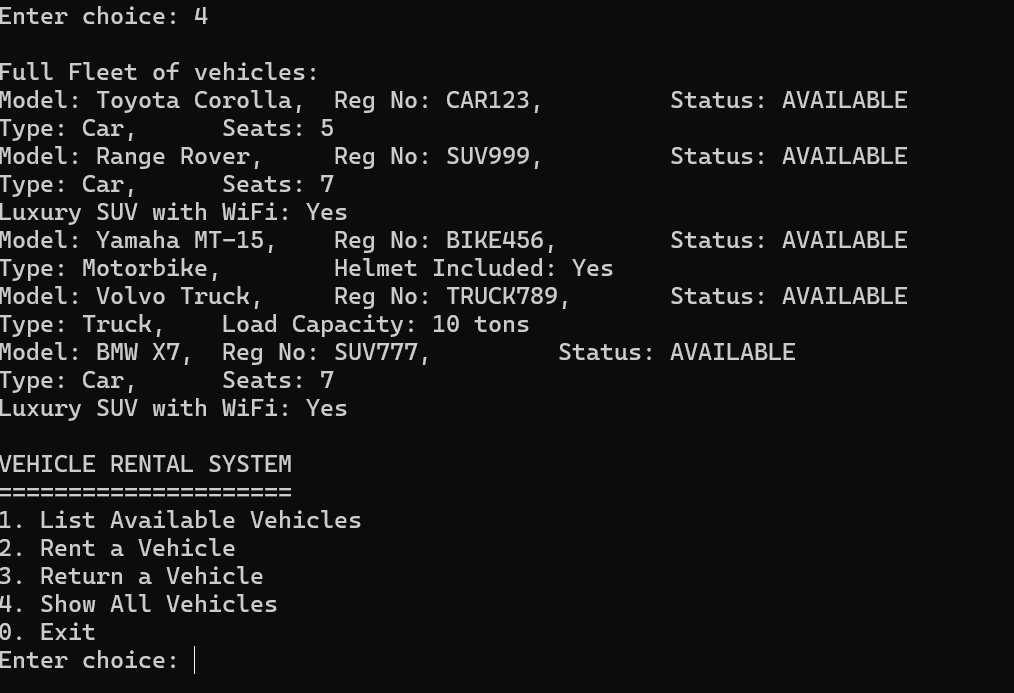 Enter choice: 4
Full Fleet of vehicles:
Model: Toyota Corolla,  Reg No: CAR123,         Status: AVAILABLE
Type: Car,      Seats: 5
Model: Range Rover,     Reg No: SUV999,         Status: AVAILABLE
Type: Car,      Seats: 7
Luxury SUV with WiFi: Yes
Model: Yamaha MT-15,    Reg No: BIKE456,        Status: AVAILABLE
Type: Motorbike,        Helmet Included: Yes
Model: Volvo Truck,     Reg No: TRUCK789,       Status: AVAILABLE
Type: Truck,    Load Capacity: 10 tons
Model: BMW X7,  Reg No: SUV777,         Status: AVAILABLE
Type: Car,      Seats: 7
Luxury SUV with WiFi: Yes
VEHICLE RENTAL SYSTEM
=====================
1. List Available Vehicles
2. Rent a Vehicle
3. Return a Vehicle
4. Show All Vehicles
0. Exit
Enter choice: